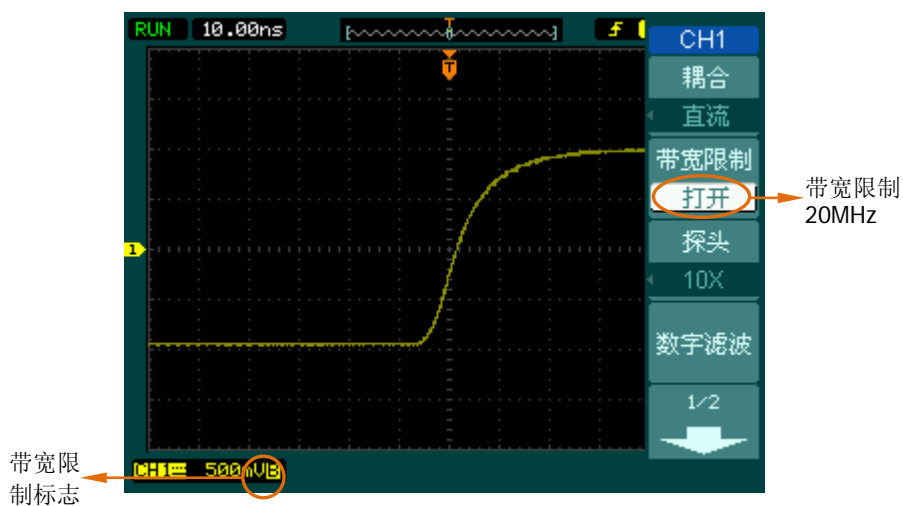 RUN 10.00ns
T
T
CH1
耦合
直流
带宽限制
打开
探头
10X
数字滤波
1/2
1
CH1 500mVB
带宽限制
20MHz
带宽限
制标志